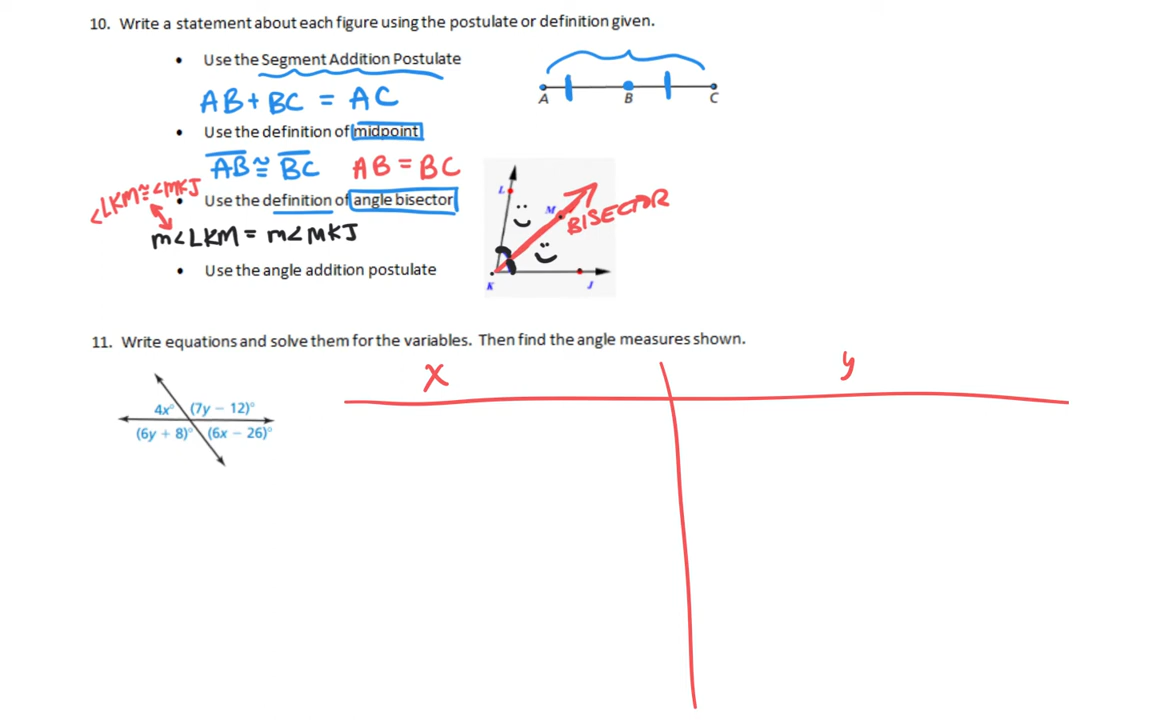 10. Write a statement about each figure using the postulate or definition given.
• Use the Segment Addition Postulate
AB + BC = AC
A B C
• Use the definition of midpoint
AB ≅ BC AB = BC
∠LKM ≅ ∠MKJ
• Use the definition of angle bisector
m∠LKM = m∠MKJ
L M BISECTOR
K J
• Use the angle addition postulate
11. Write equations and solve them for the variables. Then find the angle measures shown.
x y
4x° (7y − 12)°
(6y + 8)° (6x − 26)°